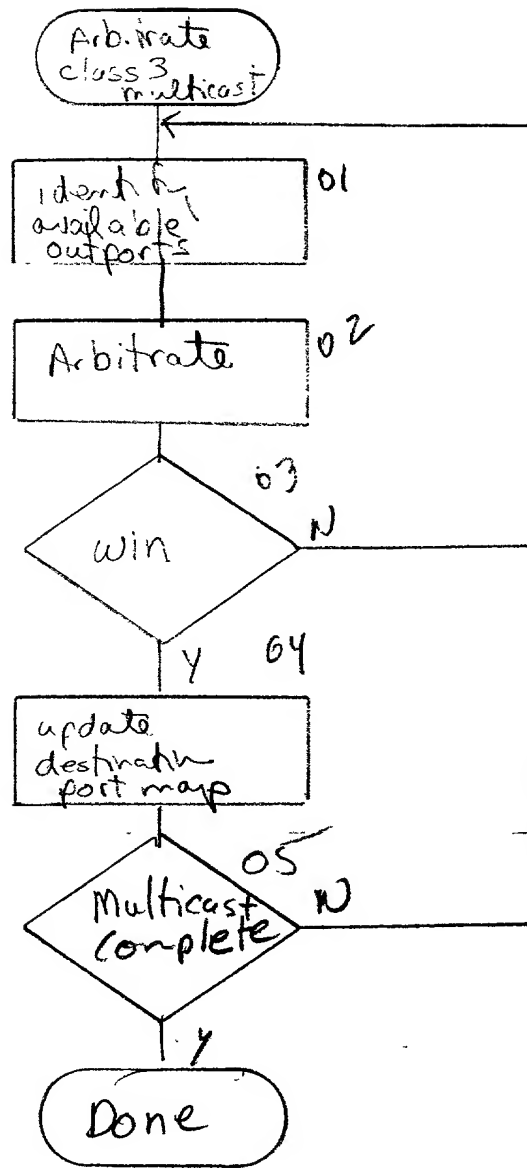 Arbitrate
class 3
multicast
identify
available
outports
01
Arbitrate
02
03
win
N
Y
04
update
destination
port map
05
Multicast
complete
N
Y
Done